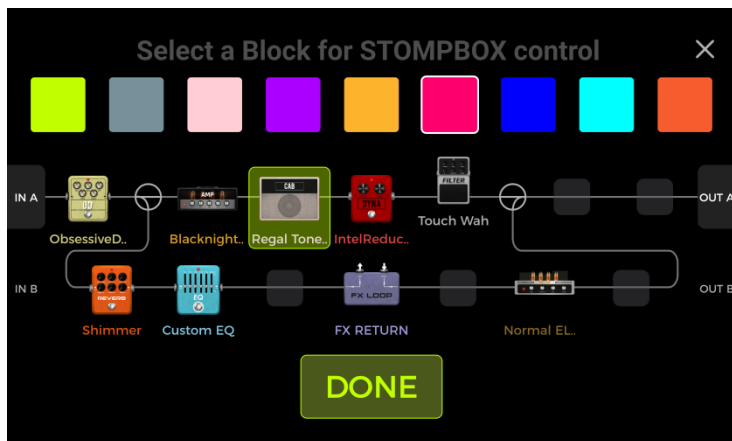 Select a Block for STOMPBOX control
AMP
CAB
FILTER
IN A
OD
DYNA
OUT A
Touch Wah
ObsessiveD..
Blacknight..
Regal Tone..
IntelReduc..
IN B
REVERB
EQ
FX LOOP
OUT B
Shimmer
Custom EQ
FX RETURN
Normal EL..
DONE